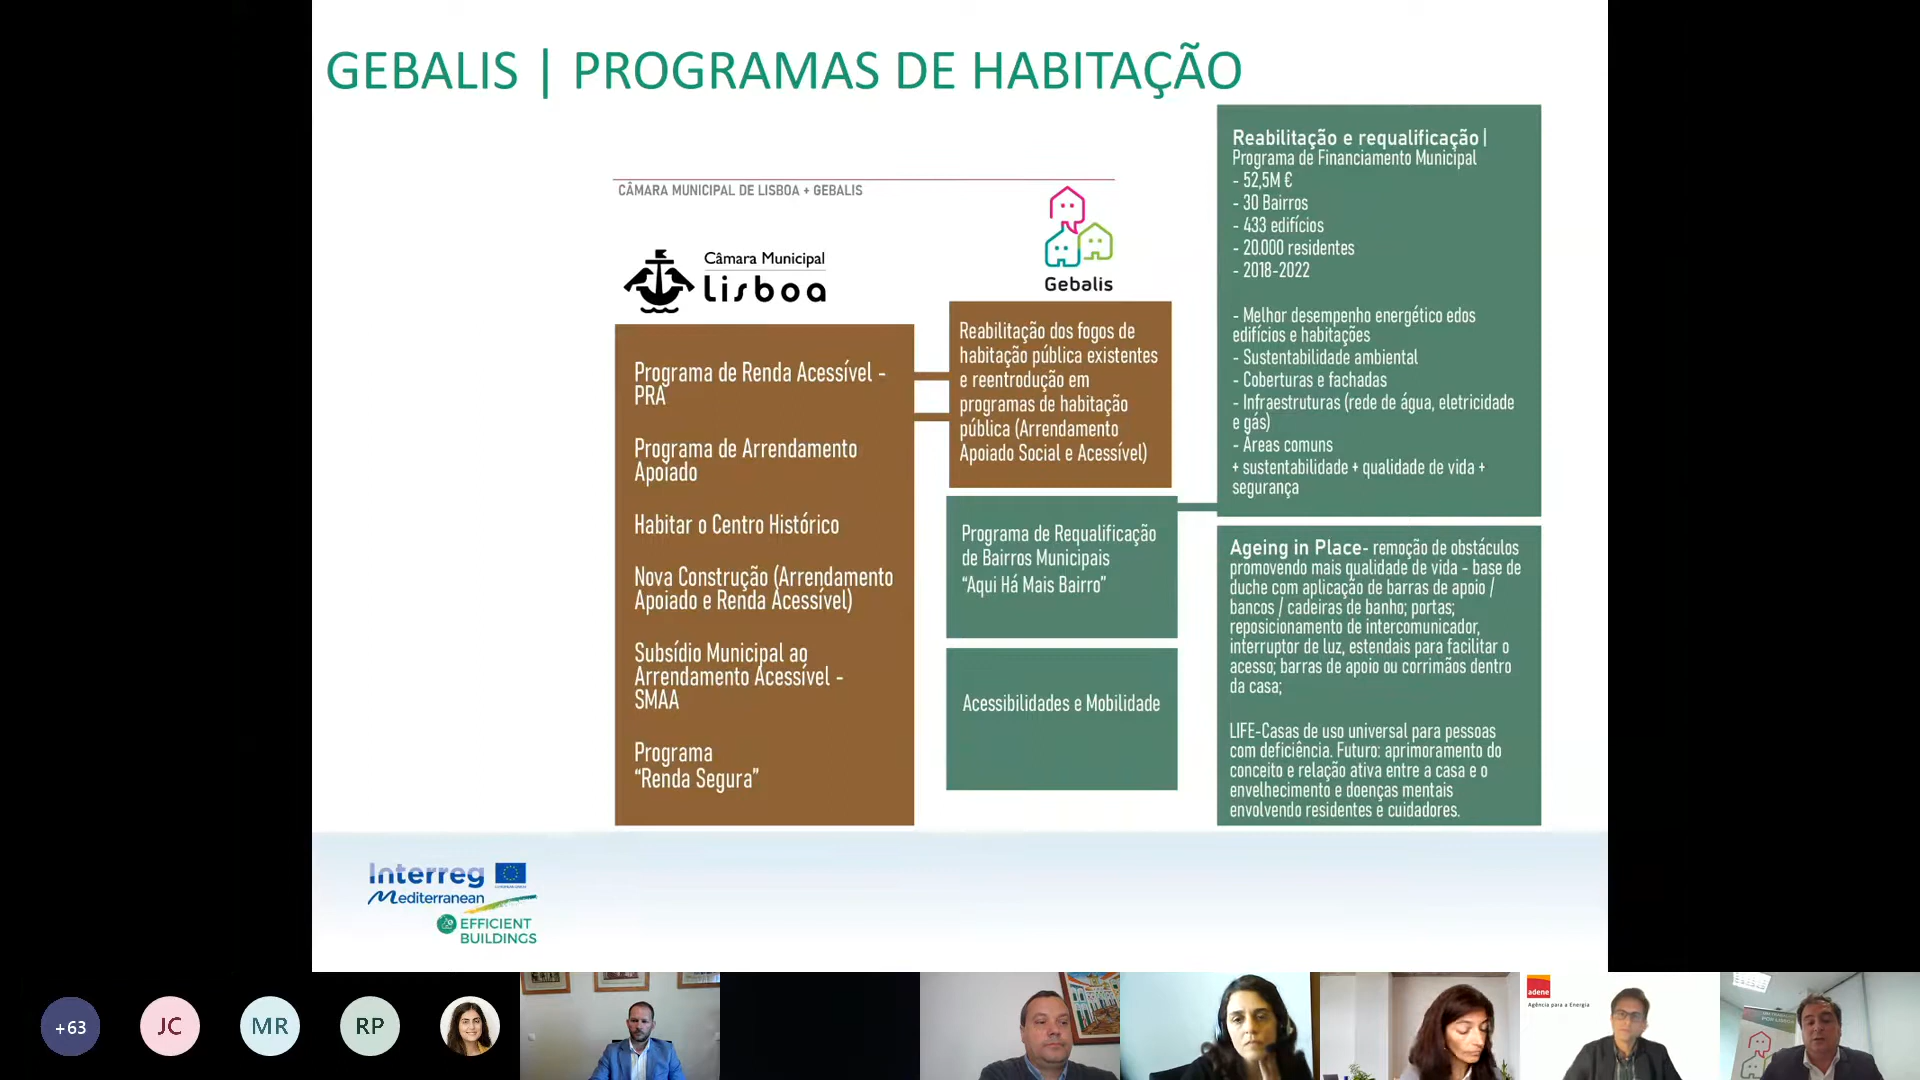 GEBALIS | PROGRAMAS DE HABITAÇÃO
CÂMARA MUNICIPAL DE LISBOA + GEBALIS
Câmara Municipal
Lisboa
Gebalis
Programa de Renda Acessível -
PRA
Programa de Arrendamento
Apoiado
Habitar o Centro Histórico
Nova Construção (Arrendamento
Apoiado e Renda Acessível)
Subsídio Municipal ao
Arrendamento Acessível -
SMAA
Programa
“Renda Segura”
Reabilitação dos fogos de
habitação pública existentes
e reentrodução em
programas de habitação
pública (Arrendamento
Apoiado Social e Acessível)
Programa de Requalificação
de Bairros Municipais
“Aqui Há Mais Bairro”
Acessibilidades e Mobilidade
Reabilitação e requalificação |
Programa de Financiamento Municipal
- 52,5M €
- 30 Bairros
- 433 edifícios
- 20.000 residentes
- 2018-2022
- Melhor desempenho energético edos
edifícios e habitações
- Sustentabilidade ambiental
- Coberturas e fachadas
- Infraestruturas (rede de água, eletricidade
e gás)
- Áreas comuns
+ sustentabilidade + qualidade de vida +
segurança
Ageing in Place- remoção de obstáculos
promovendo mais qualidade de vida - base de
duche com aplicação de barras de apoio /
bancos / cadeiras de banho; portas;
reposicionamento de intercomunicador,
interruptor de luz, estendais para facilitar o
acesso; barras de apoio ou corrimãos dentro
da casa;
LIFE-Casas de uso universal para pessoas
com deficiência. Futuro: aprimoramento do
conceito e relação ativa entre a casa e o
envelhecimento e doenças mentais
envolvendo residentes e cuidadores.
Interreg
Mediterranean
EFFICIENT
BUILDINGS
+63
JC
MR
RP
adene
Agência para a Energia
POR LISBOA